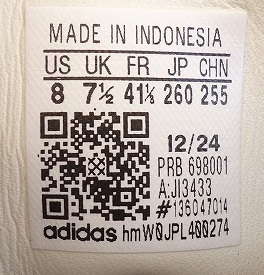 MADE IN INDONESIA
US UK FR JP CHN
8 7½ 41⅓ 260 255
12/24
PRB 698001
A:JI3433
#136047014
adidas hmW0JPL400274